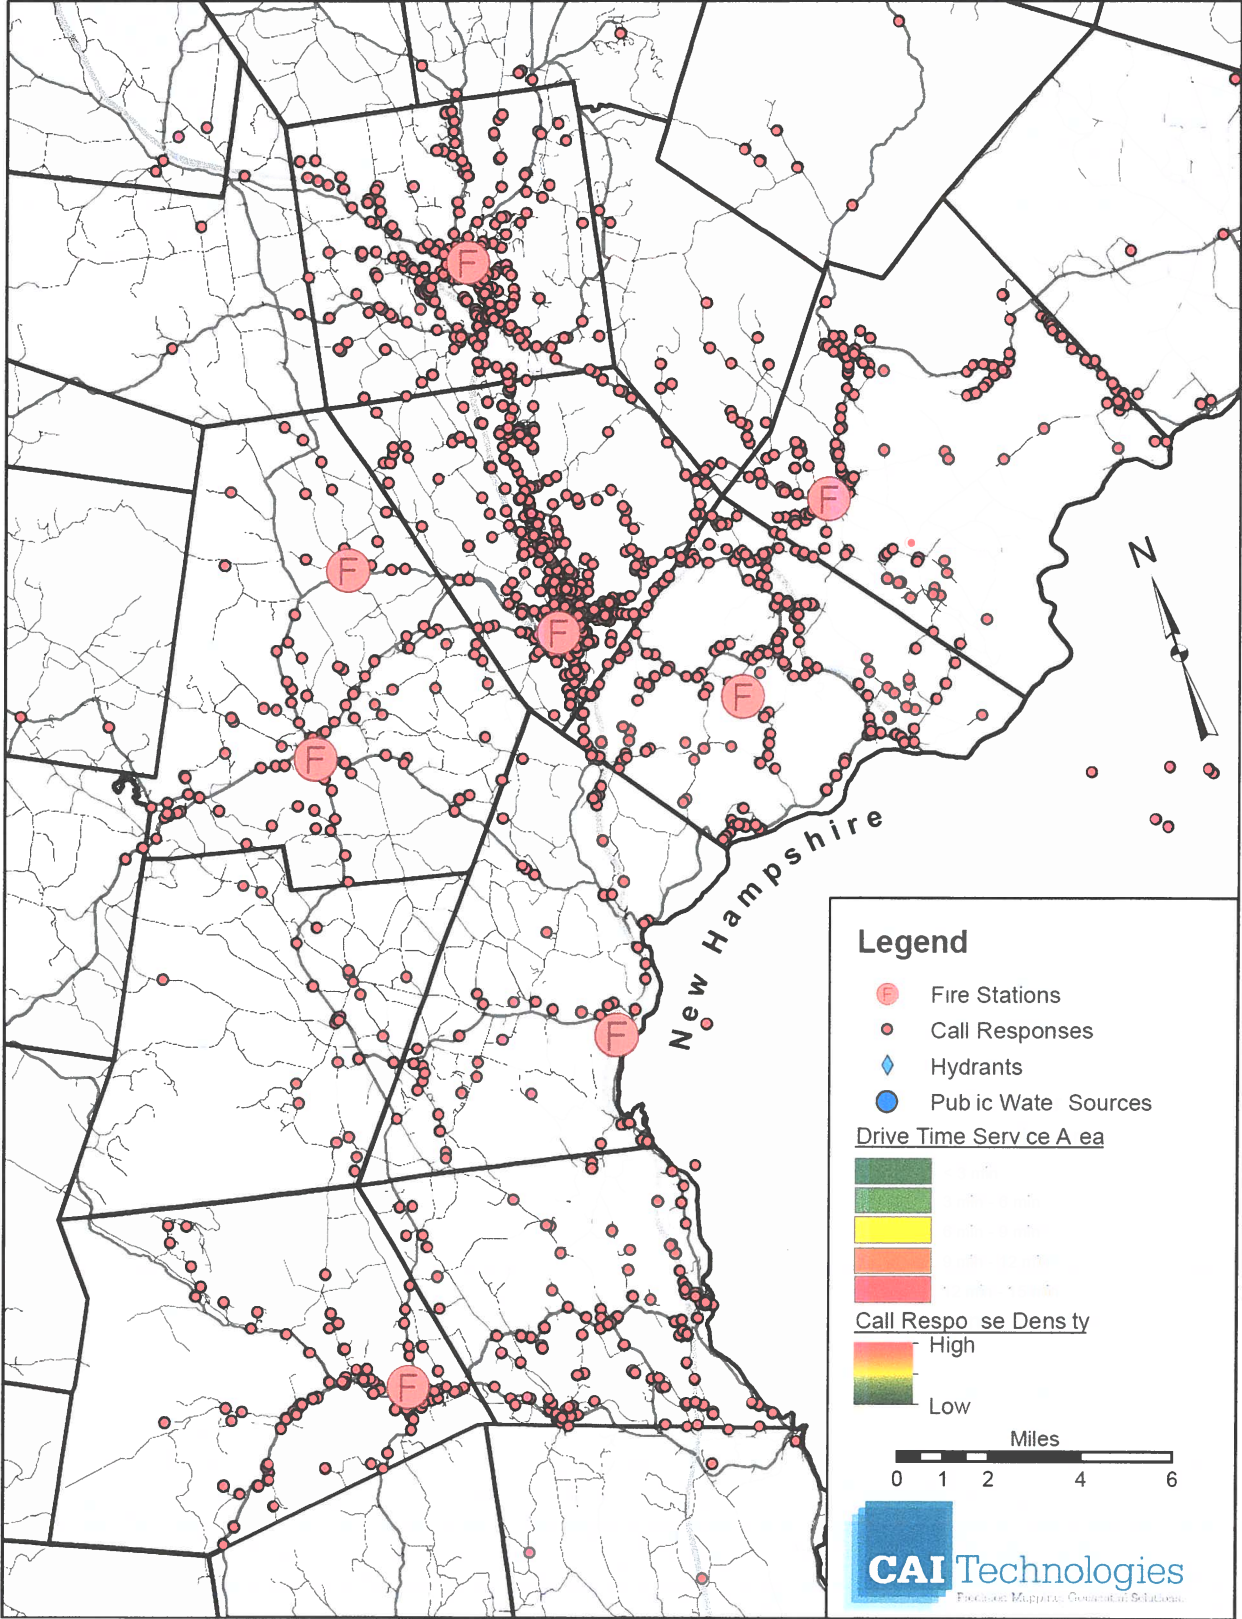 F
F
F
F
F
F
F
F
N
New Hampshire
Legend
F Fire Stations
Call Responses
Hydrants
Pub ic Wate Sources
Drive Time Serv ce A ea
Call Respo se Dens ty
High
Low
Miles
0 1 2 4 6
CAI Technologies